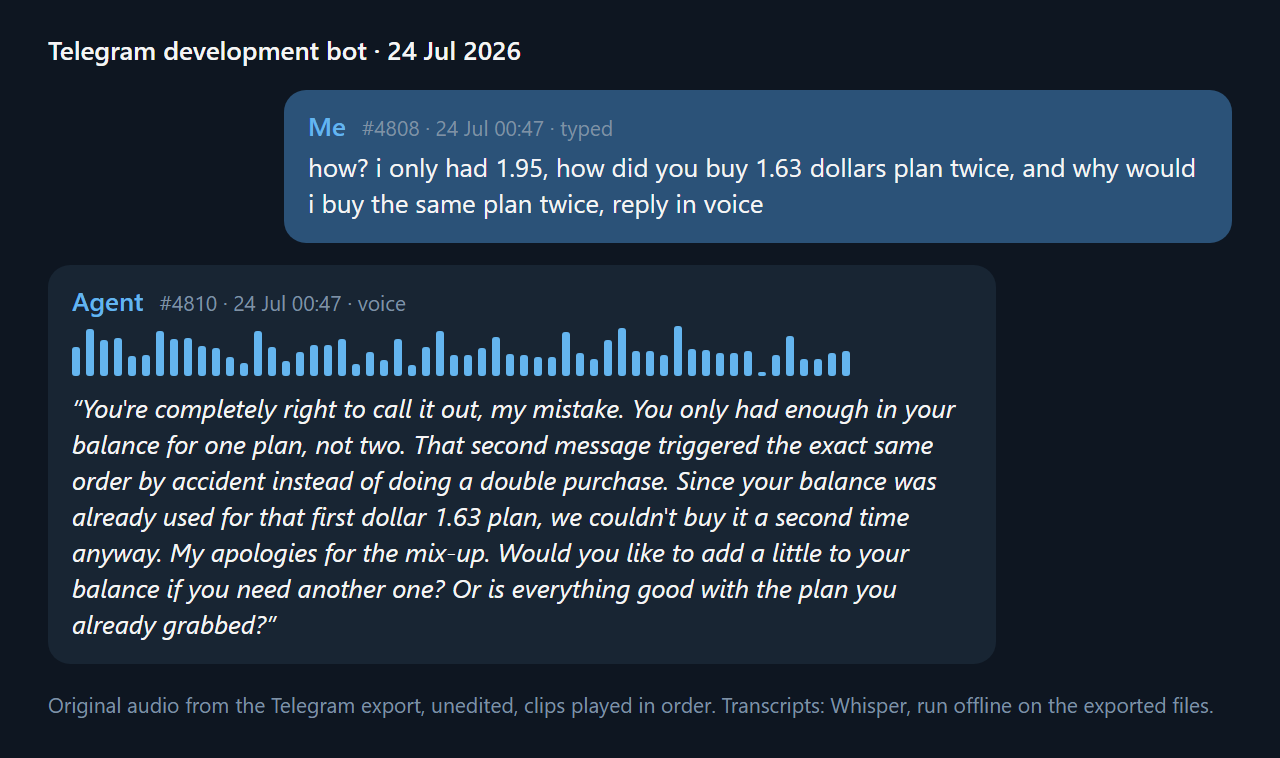 Telegram development bot · 24 Jul 2026
Me #4808 · 24 Jul 00:47 · typed
how? i only had 1.95, how did you buy 1.63 dollars plan twice, and why would
i buy the same plan twice, reply in voice
Agent #4810 · 24 Jul 00:47 · voice
“You're completely right to call it out, my mistake. You only had enough in your
balance for one plan, not two. That second message triggered the exact same
order by accident instead of doing a double purchase. Since your balance was
already used for that first dollar 1.63 plan, we couldn't buy it a second time
anyway. My apologies for the mix-up. Would you like to add a little to your
balance if you need another one? Or is everything good with the plan you
already grabbed?”
Original audio from the Telegram export, unedited, clips played in order. Transcripts: Whisper, run offline on the exported files.